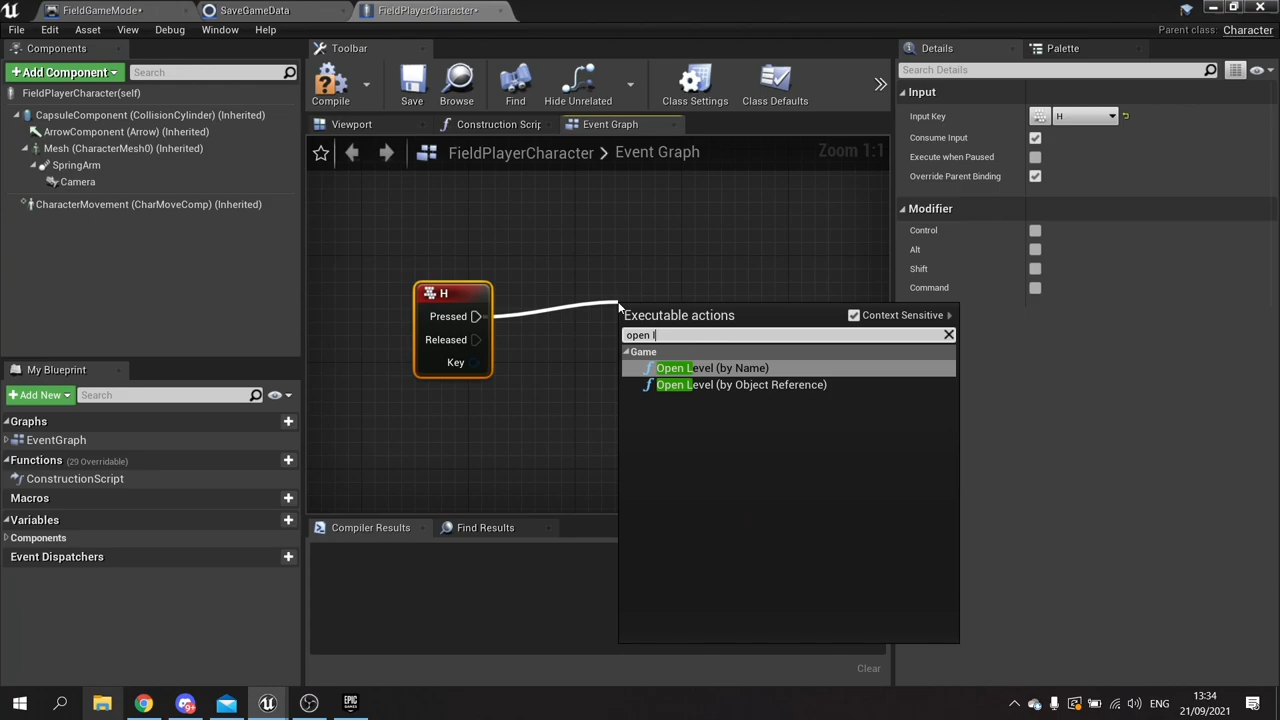 FieldGameMode*
SaveGameData
FieldPlayerCharacter*
File Edit Asset View Debug Window Help
Parent class: Character
Components
Toolbar
Details
Palette
Add Component
Search
Compile
Save
Browse
Find
Hide Unrelated
Class Settings
Class Defaults
Search Details
FieldPlayerCharacter(self)
CapsuleComponent (CollisionCylinder) (Inherited)
ArrowComponent (Arrow) (Inherited)
Mesh (CharacterMesh0) (Inherited)
SpringArm
Camera
CharacterMovement (CharMoveComp) (Inherited)
Viewport
Construction Scrip
Event Graph
FieldPlayerCharacter > Event Graph
Zoom 1:1
Input
Input Key
H
Consume Input
Execute when Paused
Override Parent Binding
Modifier
Control
Alt
Shift
Command
H
Pressed
Released
Key
Executable actions
Context Sensitive
open l
Game
Open Level (by Name)
Open Level (by Object Reference)
My Blueprint
Add New
Search
Graphs
EventGraph
Functions (29 Overridable)
ConstructionScript
Macros
Variables
Components
Event Dispatchers
Compiler Results
Find Results
Clear
EPIC
GAMES
ENG
13:34
21/09/2021